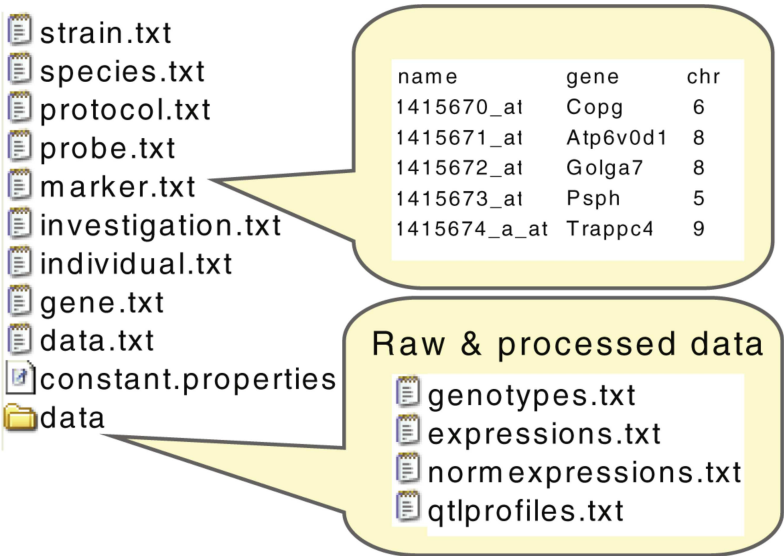 strain.txt
species.txt
protocol.txt
probe.txt
marker.txt
investigation.txt
individual.txt
gene.txt
data.txt
constant.properties
data
name gene chr
1415670_at Copg 6
1415671_at Atp6v0d1 8
1415672_at Golga7 8
1415673_at Psph 5
1415674_a_at Trappc4 9
Raw & processed data
genotypes.txt
expressions.txt
normexpressions.txt
qtlprofiles.txt